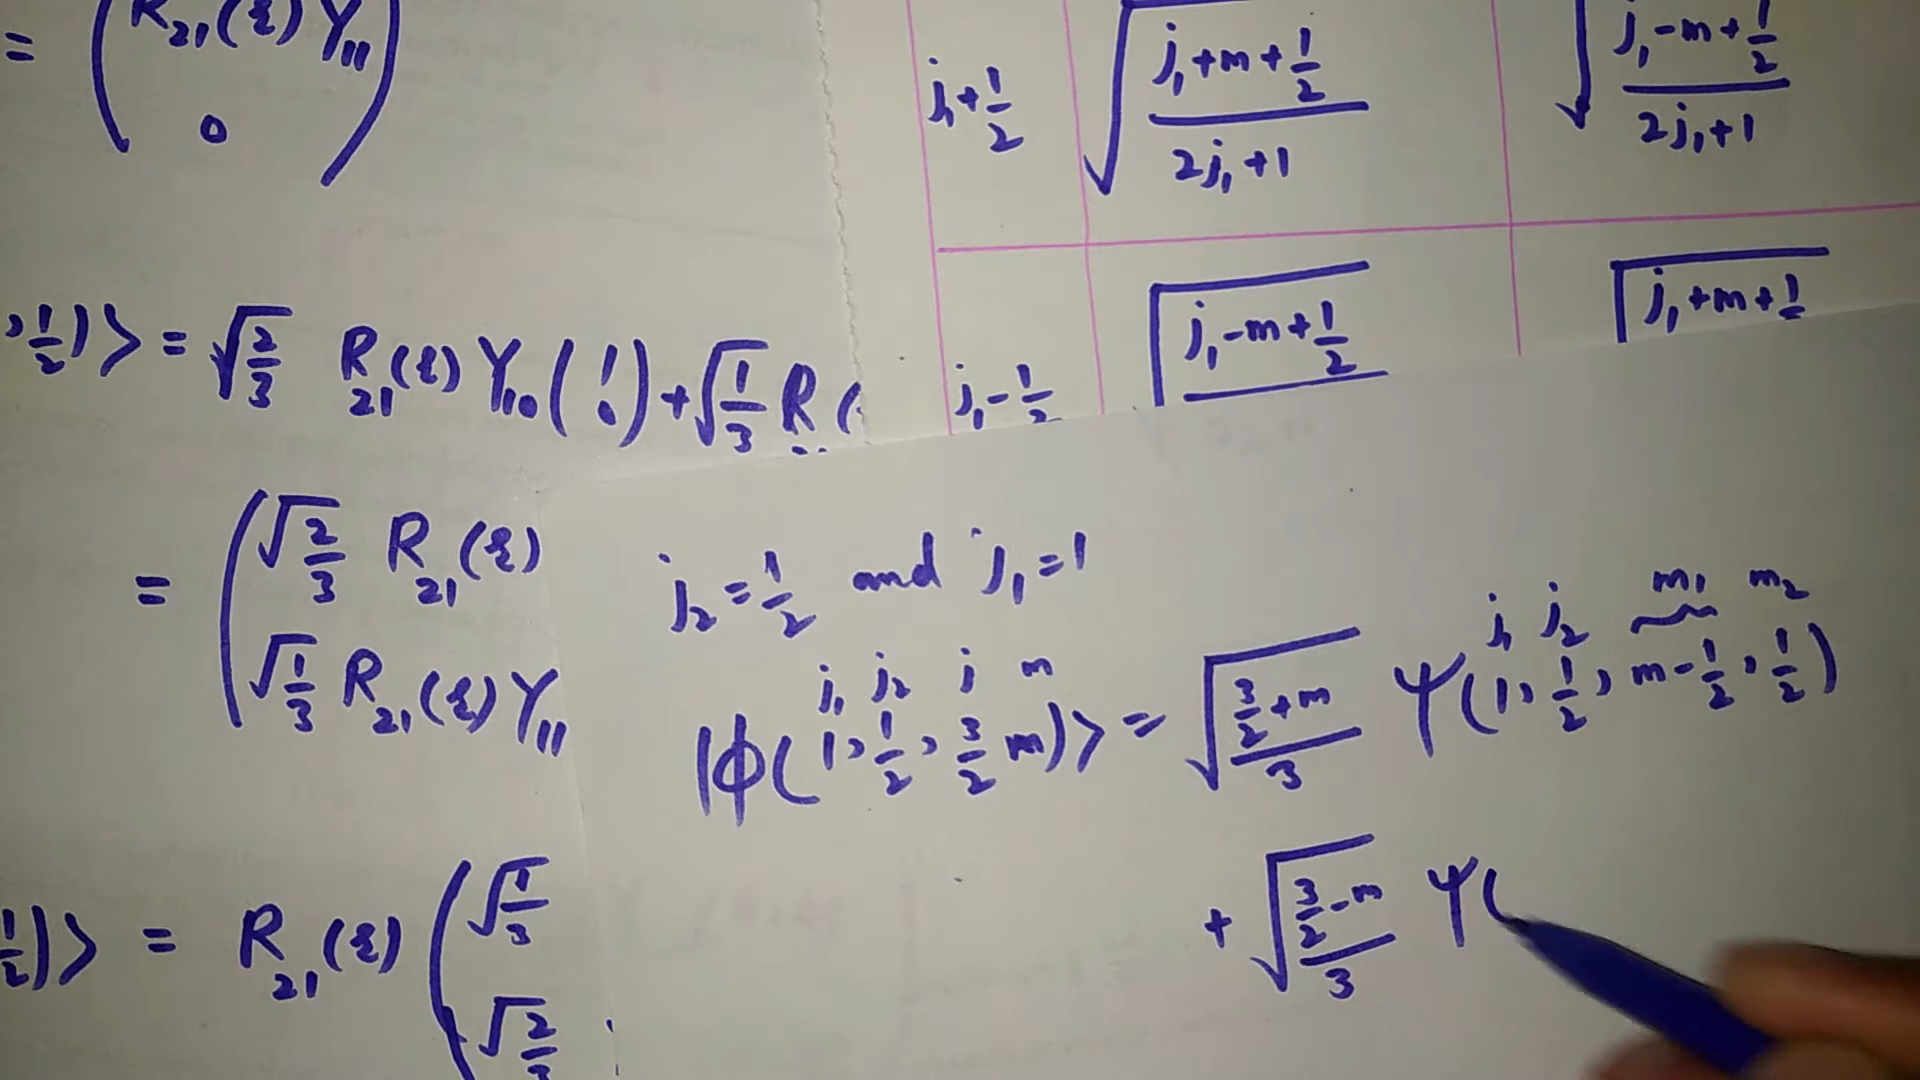 = ( R₂₁(r) Y₁₁
0 )
,1/2)⟩ = √(2/3) R₂₁(r) Y₁₀ (1 0) + √(1/3) R (
= ( √(2/3) R₂₁(r)
√(1/3) R₂₁(r) Y₁₁
1/2)⟩ = R₂₁(r) ( √(1/3)
√(2/3)
j₁+1/2 √((j₁+m+1/2)/(2j₁+1)) √((j₁-m+1/2)/(2j₁+1))
j₁-1/2 √(j₁-m+1/2) √(j₁+m+1/2)
j₂=1/2 and j₁=1
j₁ j₂ j m
j₁ j₂ m₁ m₂
|ϕ(1,1/2,3/2 m)⟩ = √((3/2+m)/3) ψ(1,1/2,m-1/2,1/2)
+ √((3/2-m)/3) ψ(